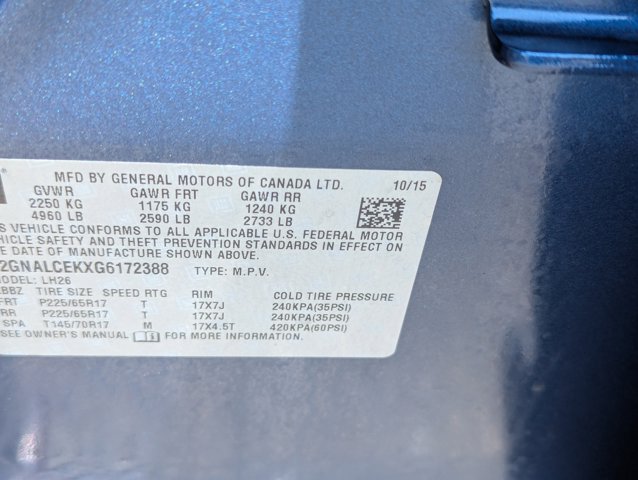 MFD BY GENERAL MOTORS OF CANADA LTD. 10/15
GVWR GAWR FRT GAWR RR
2250 KG 1175 KG 1240 KG
4960 LB 2590 LB 2733 LB
VEHICLE CONFORMS TO ALL APPLICABLE U.S. FEDERAL MOTOR
VEHICLE SAFETY AND THEFT PREVENTION STANDARDS IN EFFECT
DATE OF MANUFACTURE SHOWN ABOVE.
2GNALCEKXG6172388 TYPE: M.P.V.
MODEL: LH26
TIRE SIZE SPEED RTG RIM COLD TIRE PRESSURE
FRT P225/65R17 T 17X7J 240KPA(35PSI)
RR P225/65R17 T 17X7J 240KPA(35PSI)
SPA T145/70R17 M 17X4.5T 420KPA(60PSI)
SEE OWNER'S MANUAL FOR MORE INFORMATION